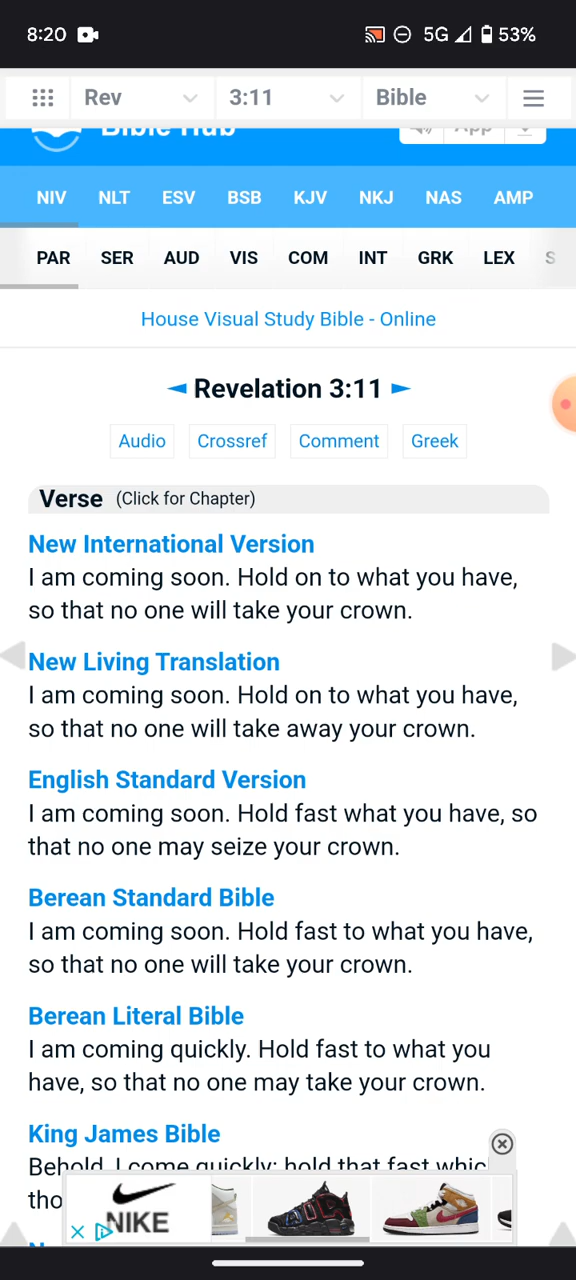 8:20 5G 53%
Rev 3:11 Bible
Bible Hub App
NIV NLT ESV BSB KJV NKJ NAS AMP
PAR SER AUD VIS COM INT GRK LEX S
House Visual Study Bible - Online
◄ Revelation 3:11 ►
Audio Crossref Comment Greek
Verse (Click for Chapter)
New International Version
I am coming soon. Hold on to what you have,
so that no one will take your crown.
New Living Translation
I am coming soon. Hold on to what you have,
so that no one will take away your crown.
English Standard Version
I am coming soon. Hold fast what you have, so
that no one may seize your crown.
Berean Standard Bible
I am coming soon. Hold fast to what you have,
so that no one will take your crown.
Berean Literal Bible
I am coming quickly. Hold fast to what you
have, so that no one may take your crown.
King James Bible
Behold, I come quickly: hold that fast whic
tho
NIKE